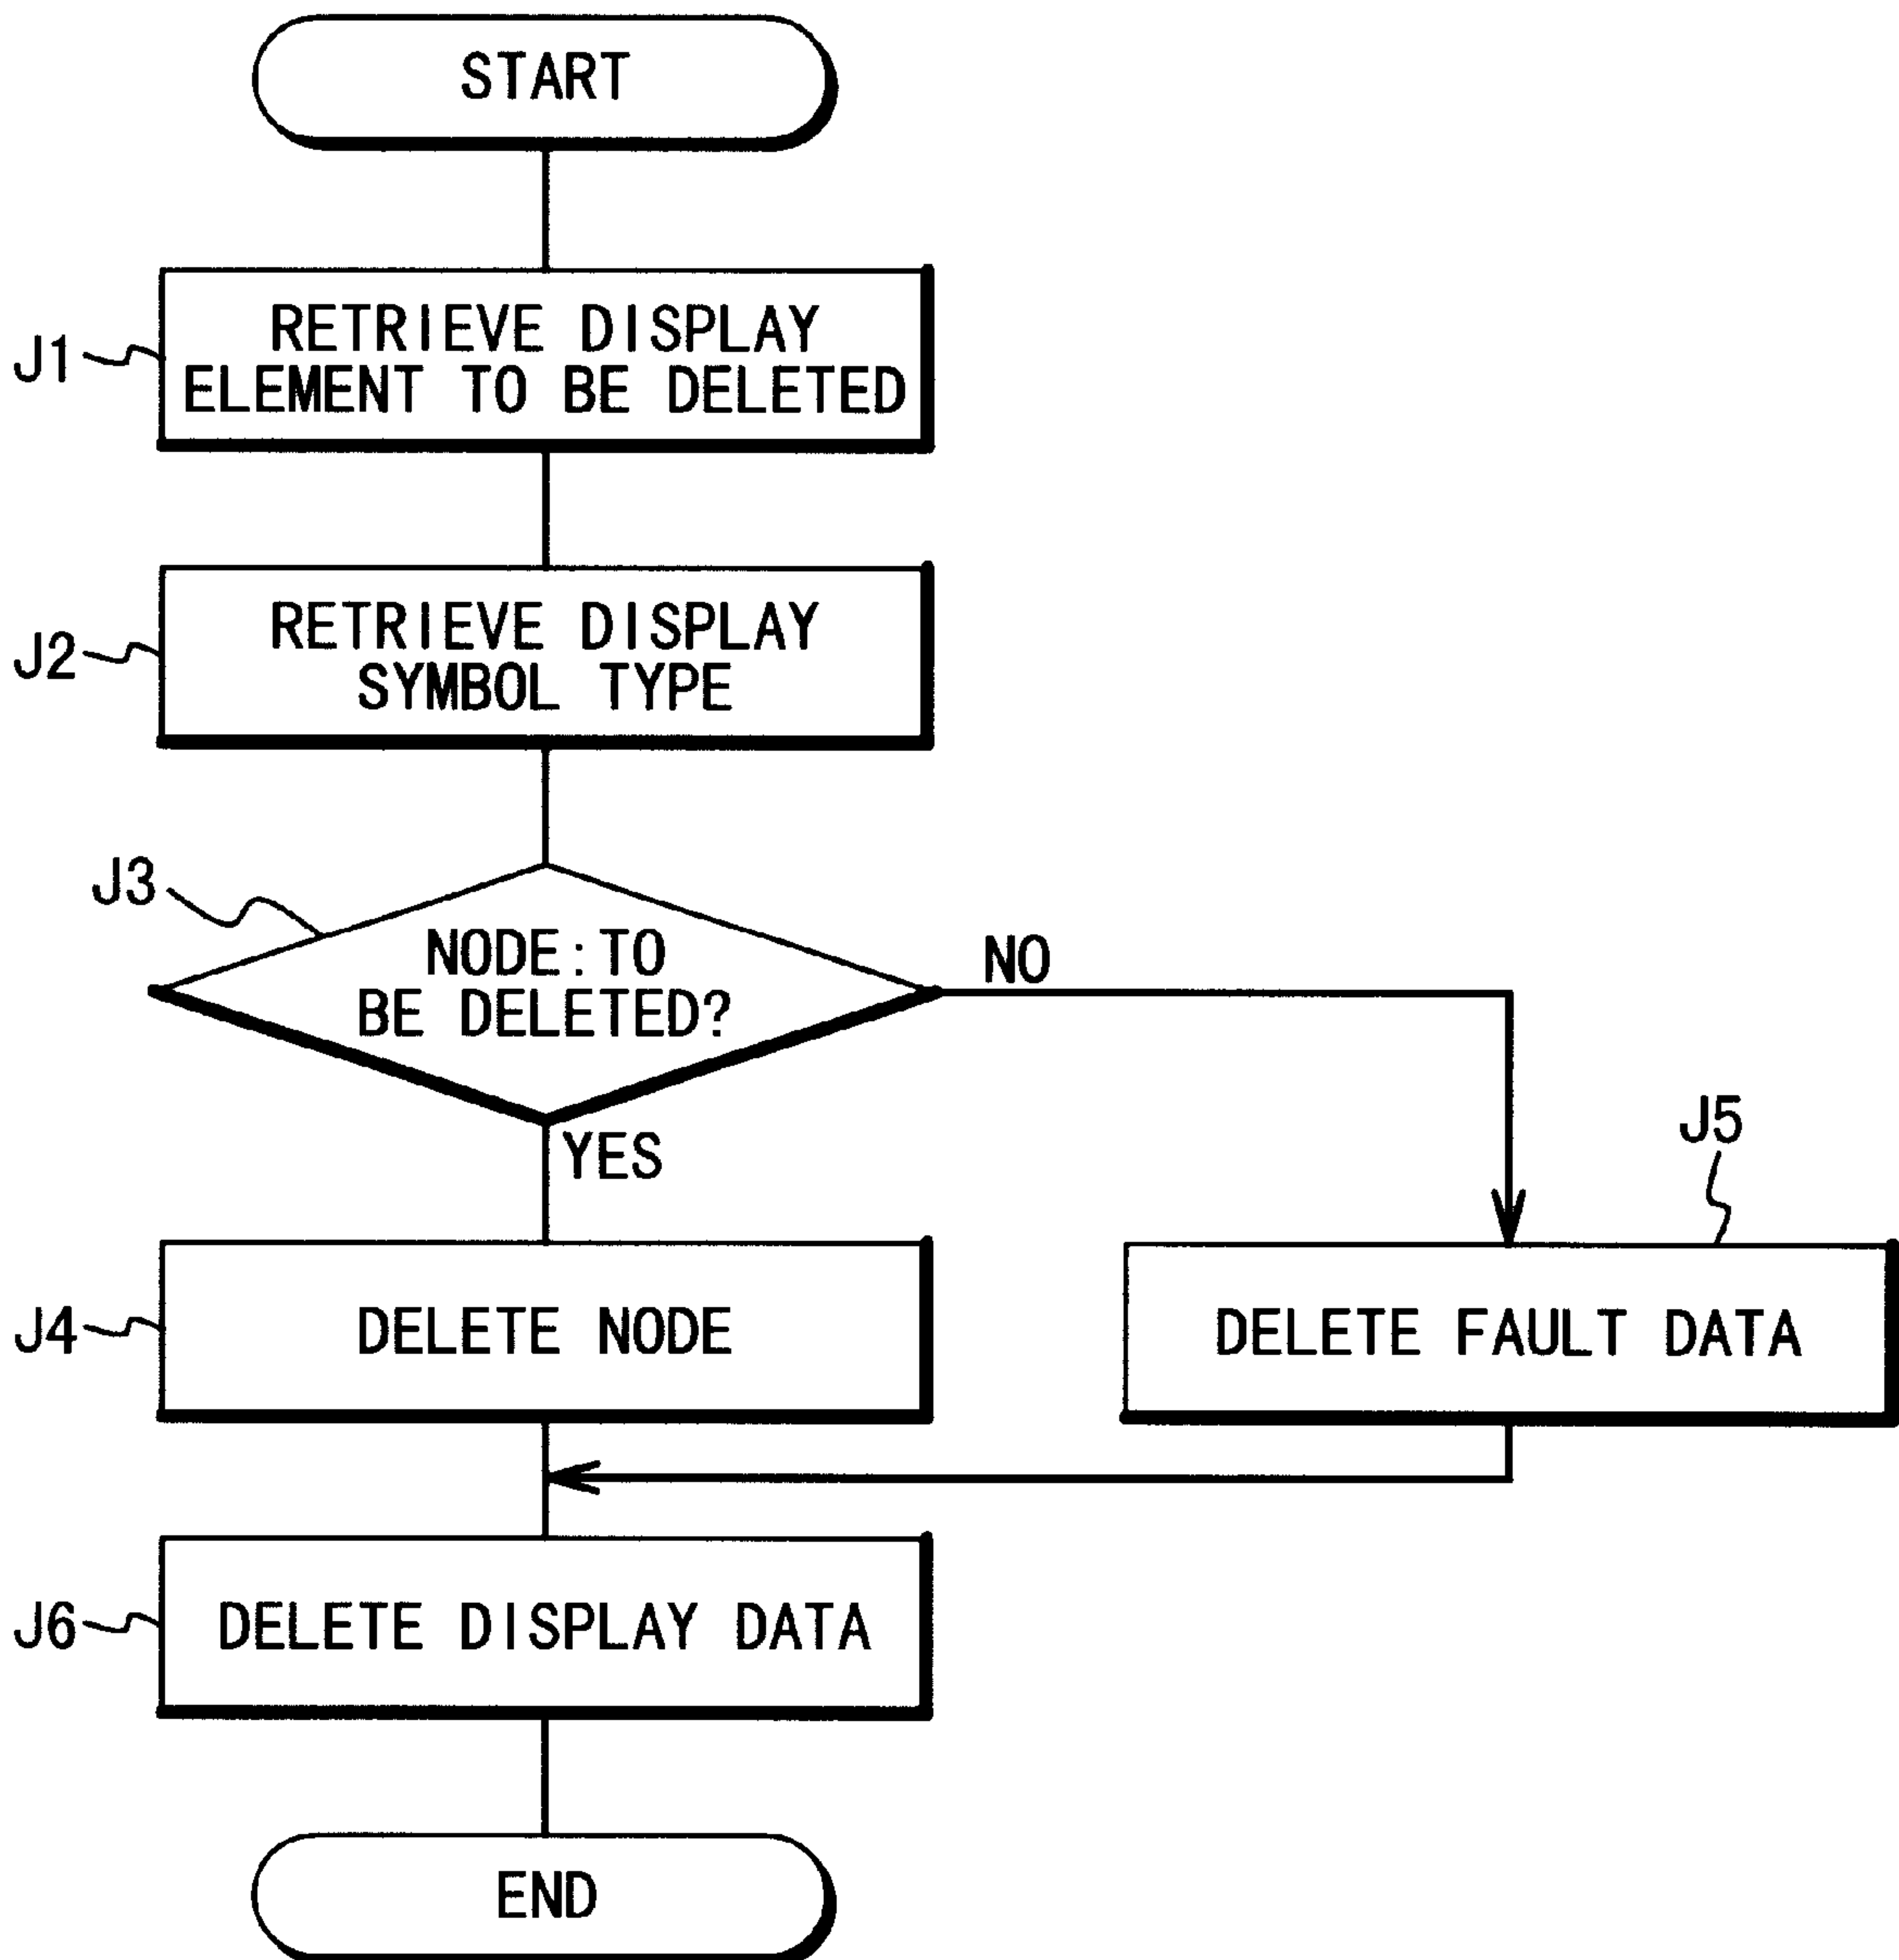 START
J1
RETRIEVE DISPLAY
ELEMENT TO BE DELETED
J2
RETRIEVE DISPLAY
SYMBOL TYPE
J3
NODE:TO
BE DELETED?
NO
YES
J5
J4
DELETE NODE
DELETE FAULT DATA
J6
DELETE DISPLAY DATA
END